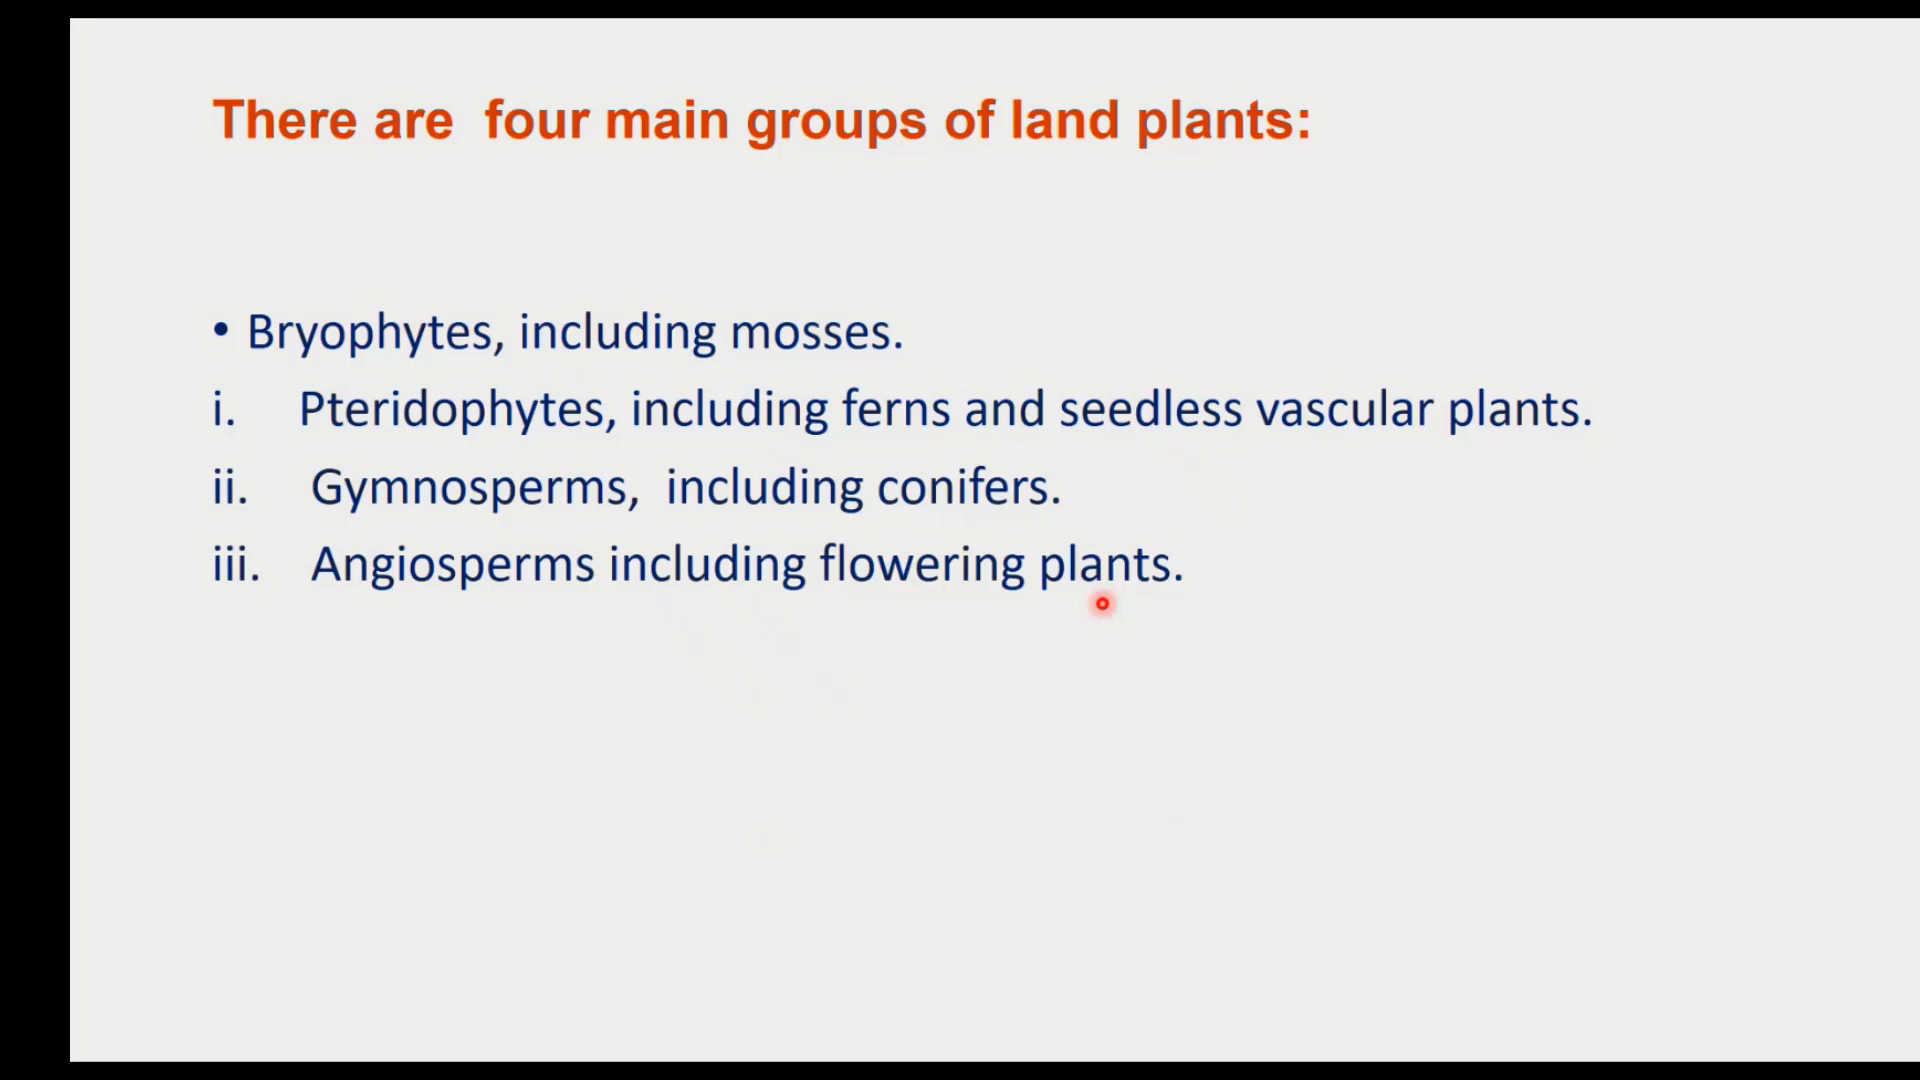 There are  four main groups of land plants:
• Bryophytes, including mosses.
i. Pteridophytes, including ferns and seedless vascular plants.
ii. Gymnosperms,  including conifers.
iii. Angiosperms including flowering plants.